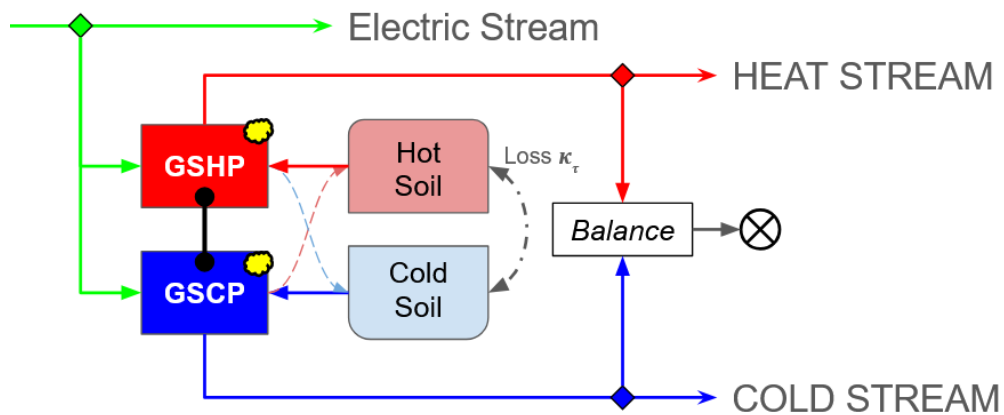 Electric Stream
HEAT STREAM
GSHP
Hot
Soil
Loss κτ
Balance
GSCP
Cold
Soil
COLD STREAM